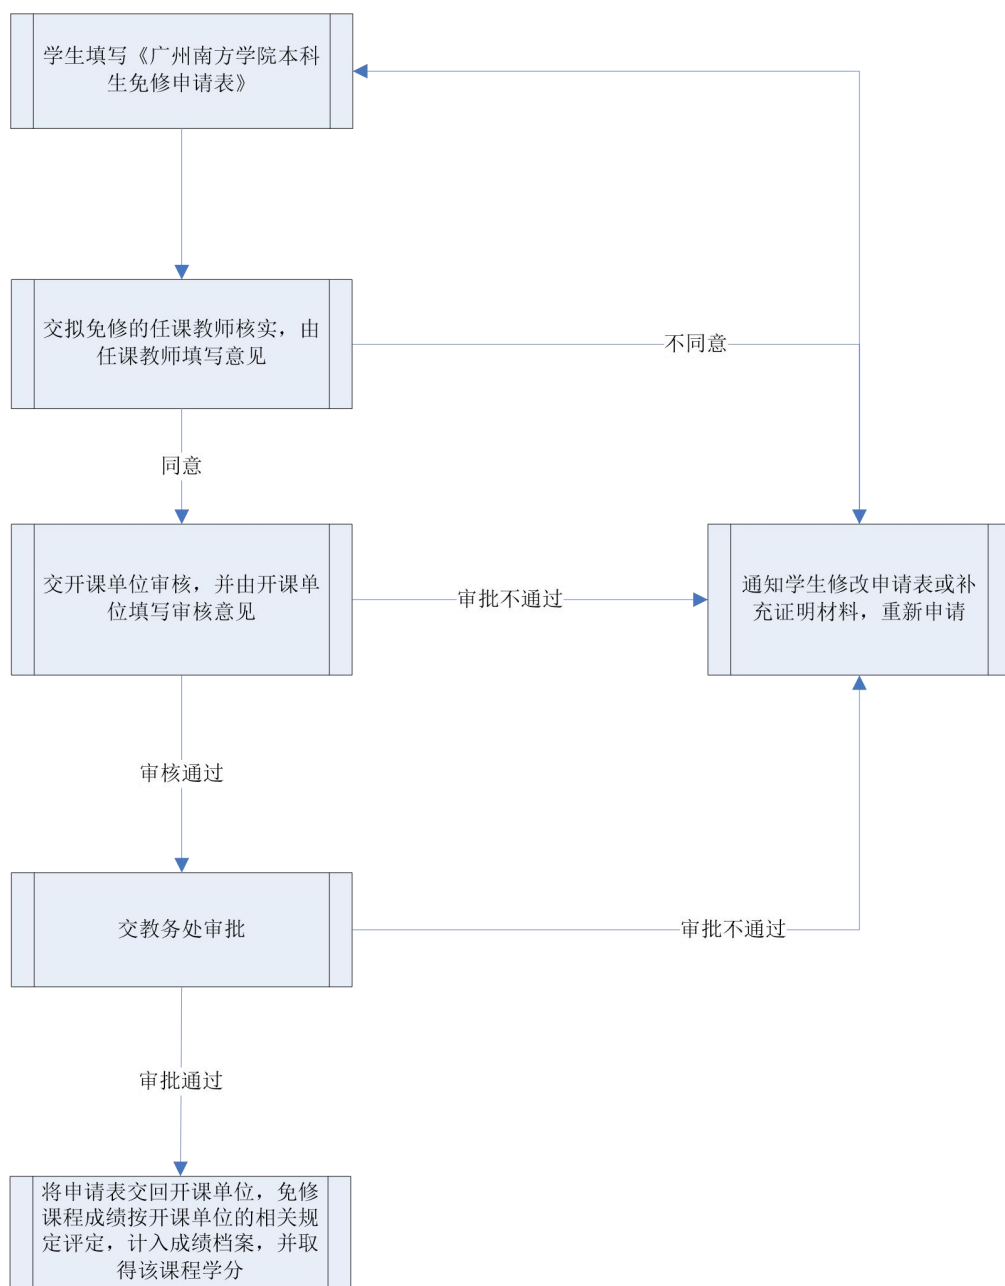 学生填写《广州南方学院本科
生免修申请表》
交拟免修的任课教师核实，由
任课教师填写意见
不同意
同意
交开课单位审核，并由开课单
位填写审核意见
审批不通过
通知学生修改申请表或补
充证明材料，重新申请
审核通过
交教务处审批
审批不通过
审批通过
将申请表交回开课单位，免修
课程成绩按开课单位的相关规
定评定，计入成绩档案，并取
得该课程学分